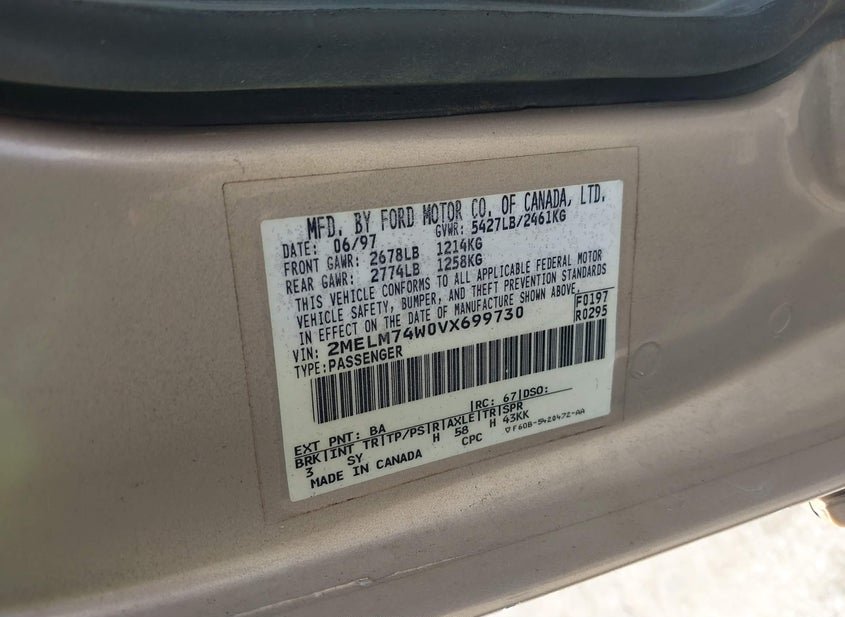 MFD. BY FORD MOTOR CO. OF CANADA, LTD.
DATE: 06/97 GVWR: 5427LB/2461KG
FRONT GAWR: 2678LB 1214KG
REAR GAWR: 2774LB 1258KG
THIS VEHICLE CONFORMS TO ALL APPLICABLE FEDERAL MOTOR
VEHICLE SAFETY, BUMPER, AND THEFT PREVENTION STANDARDS
IN EFFECT ON THE DATE OF MANUFACTURE SHOWN ABOVE.
VIN: 2MELM74W0VX699730 F0197
TYPE: PASSENGER R0295
EXT PNT: BA |RC: 67|DSO:
BRK|INT TR|TP/PS|R|AXLE|TR|SPR
3 SY H 58 H 43KK
MADE IN CANADA CPC ▽F6OB-5420472-AA